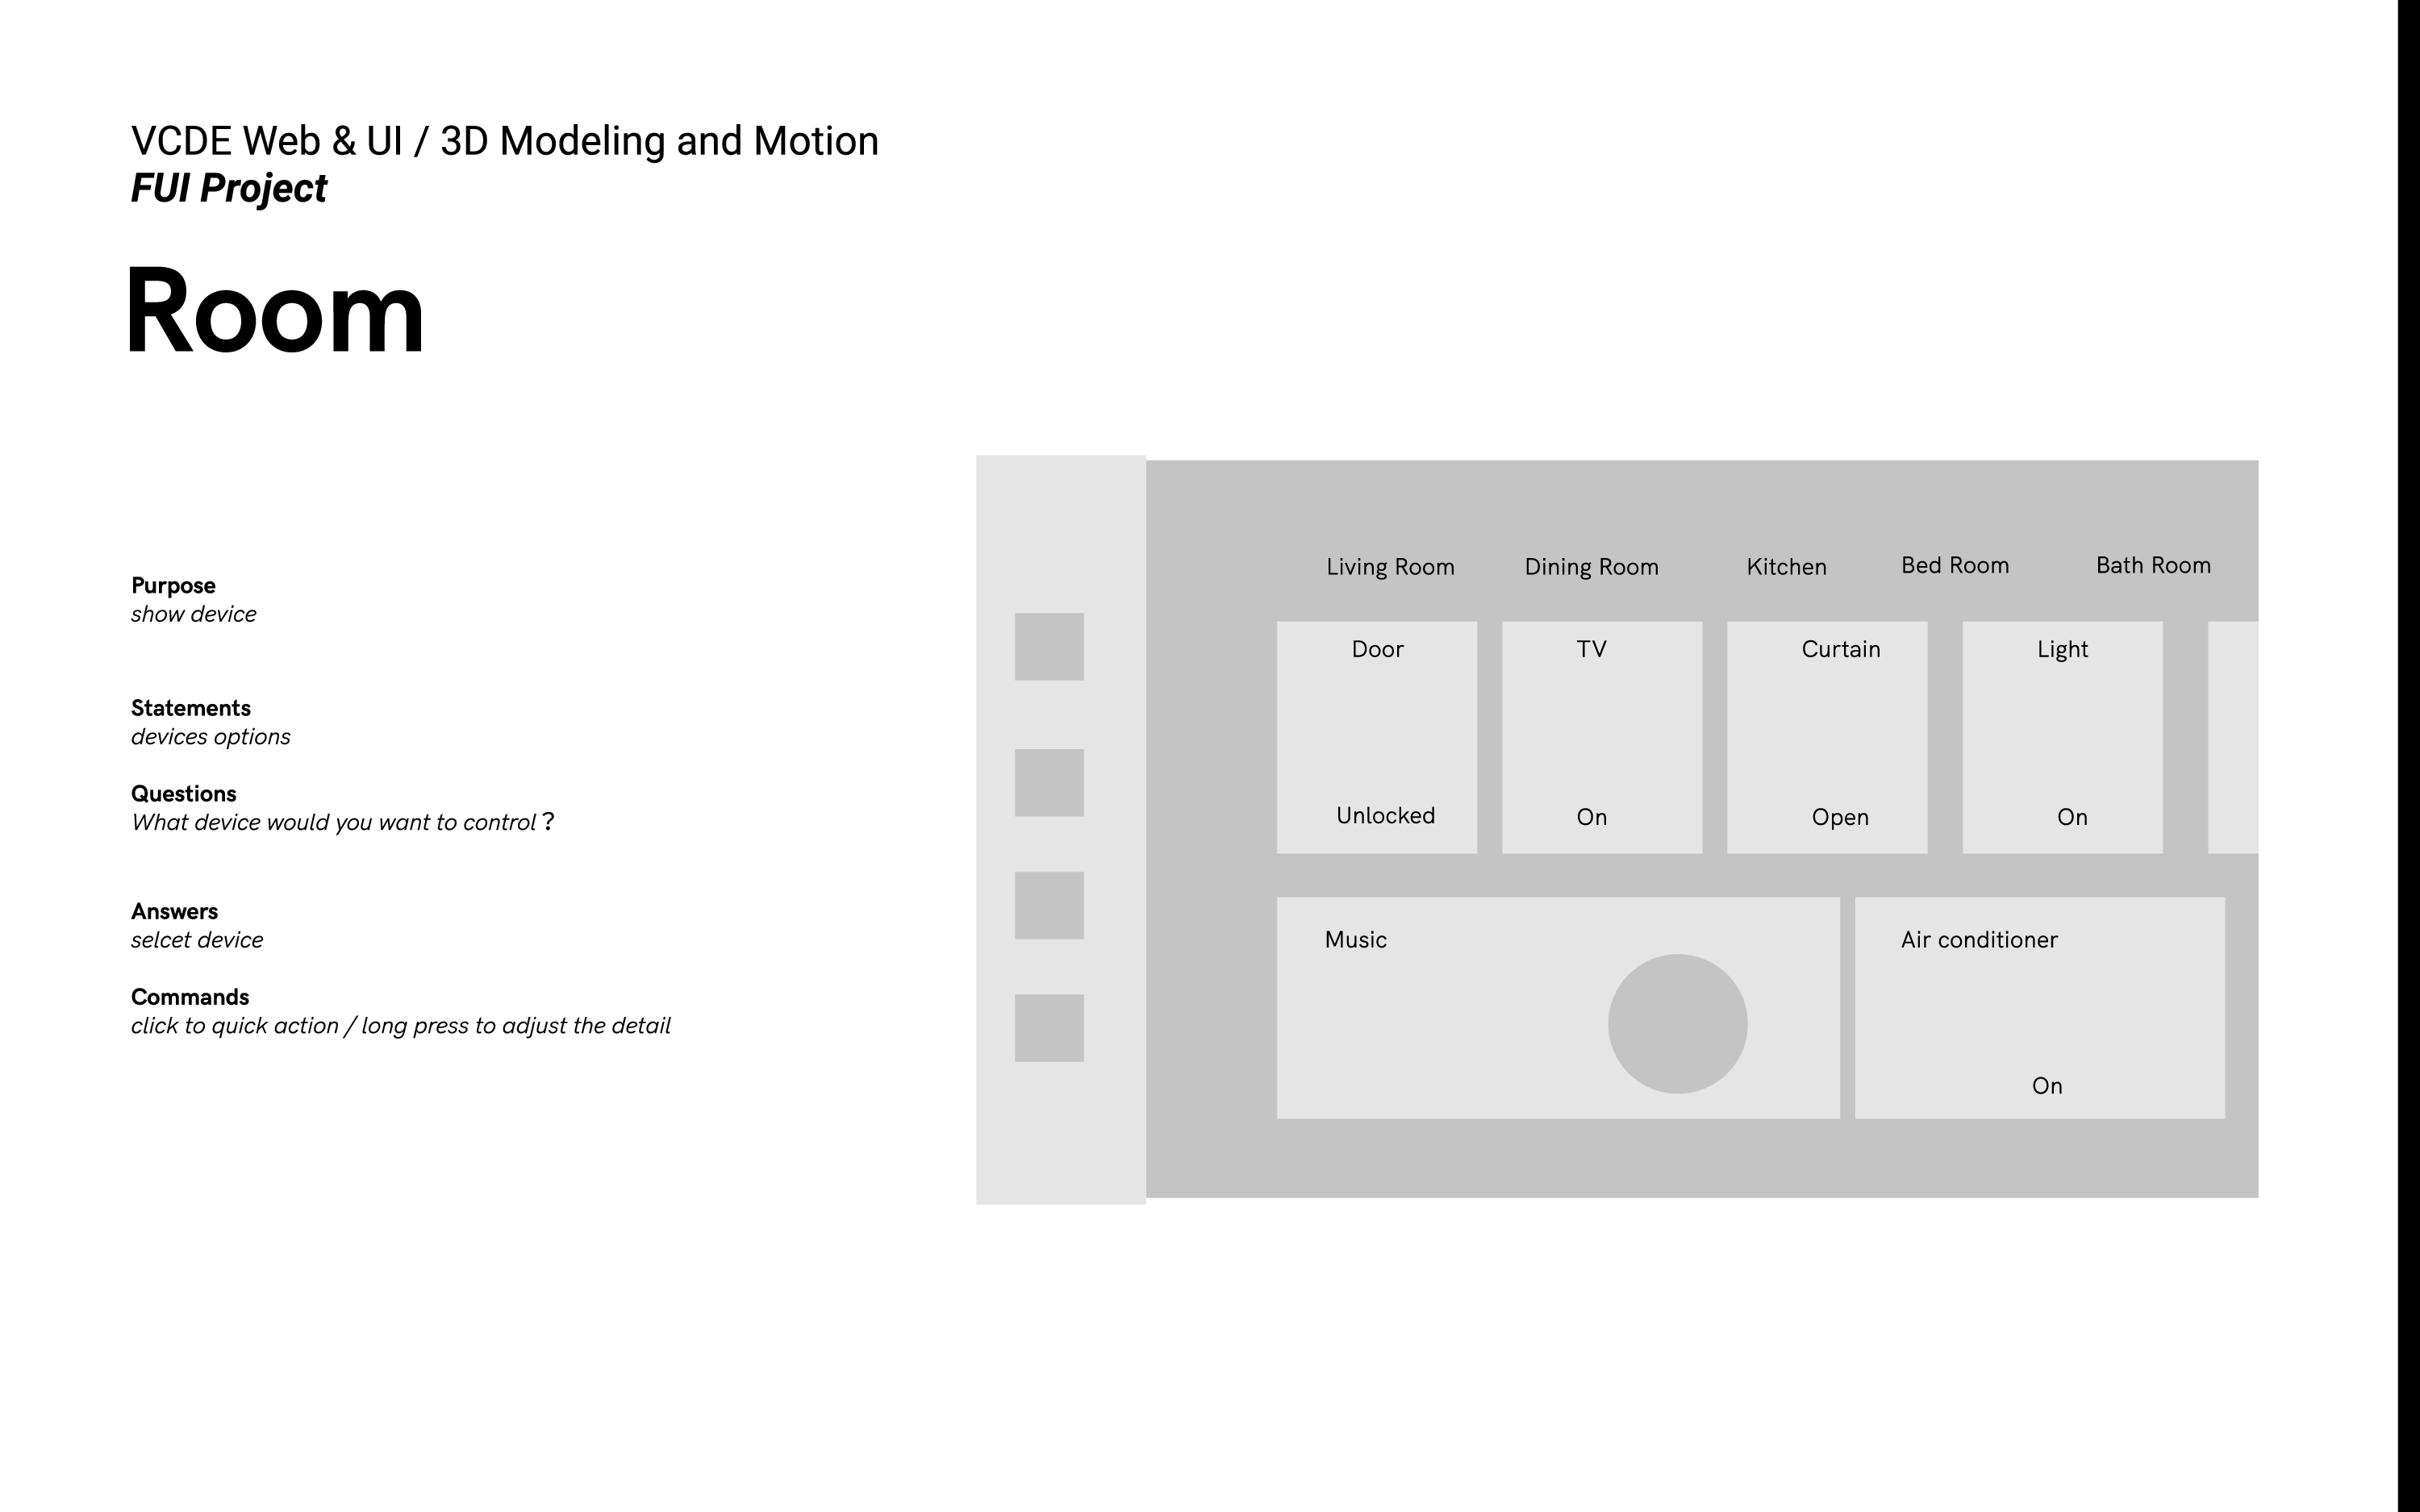 VCDE Web & UI / 3D Modeling and Motion
FUI Project
Room
Purpose
show device
Statements
devices options
Questions
What device would you want to control ?
Answers
selcet device
Commands
click to quick action / long press to adjust the detail
Living Room Dining Room Kitchen Bed Room Bath Room
Door TV Curtain Light
Unlocked On Open On
Music Air conditioner
On